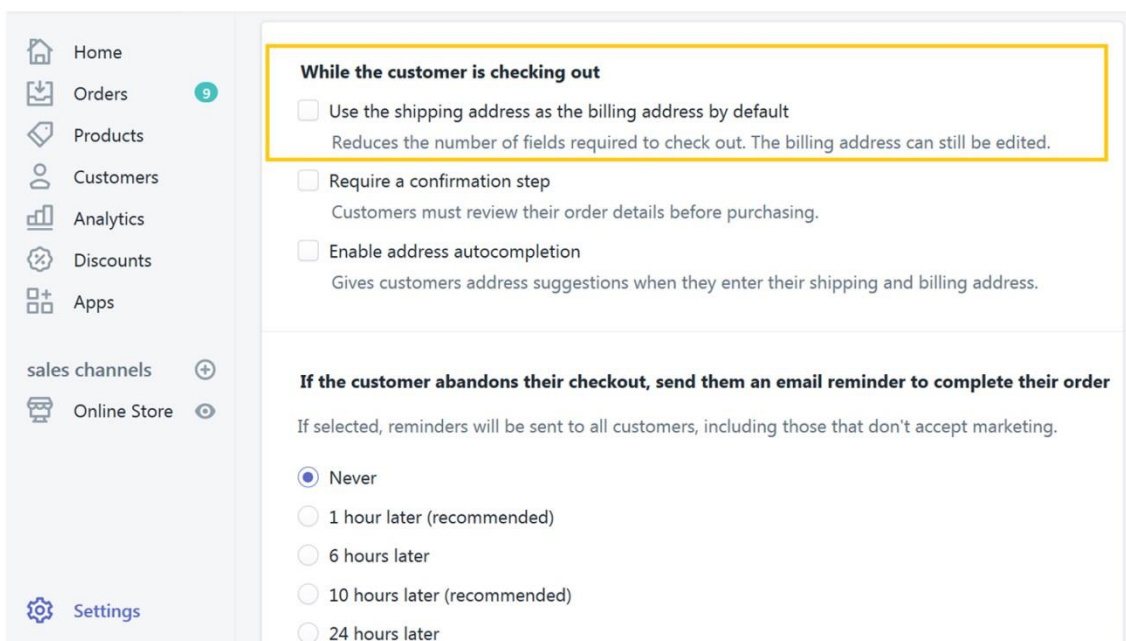 Home
Orders 9
Products
Customers
Analytics
Discounts
Apps
sales channels
Online Store
Settings
While the customer is checking out
Use the shipping address as the billing address by default
Reduces the number of fields required to check out. The billing address can still be edited.
Require a confirmation step
Customers must review their order details before purchasing.
Enable address autocompletion
Gives customers address suggestions when they enter their shipping and billing address.
If the customer abandons their checkout, send them an email reminder to complete their order
If selected, reminders will be sent to all customers, including those that don't accept marketing.
Never
1 hour later (recommended)
6 hours later
10 hours later (recommended)
24 hours later